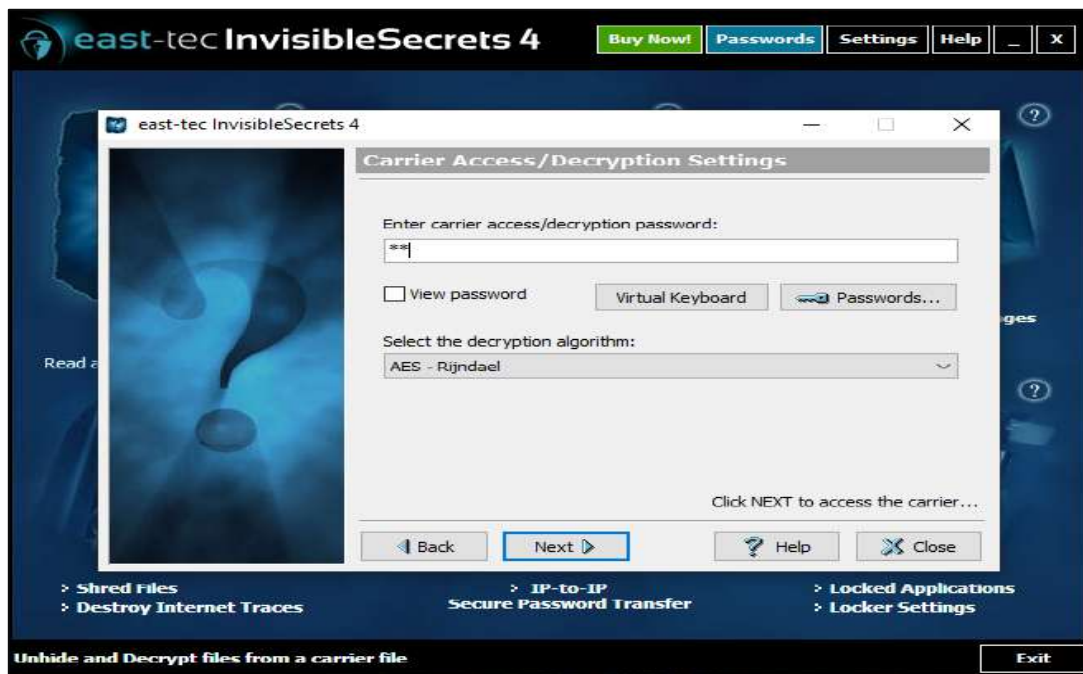 east-tec InvisibleSecrets 4
Buy Now! Passwords Settings Help _ X
east-tec InvisibleSecrets 4
Carrier Access/Decryption Settings
Enter carrier access/decryption password:
**
View password
Virtual Keyboard
Passwords...
ges
Select the decryption algorithm:
Read a
AES - Rijndael
Click NEXT to access the carrier...
Back Next Help Close
> Shred Files > IP-to-IP > Locked Applications
> Destroy Internet Traces Secure Password Transfer > Locker Settings
Unhide and Decrypt files from a carrier file Exit